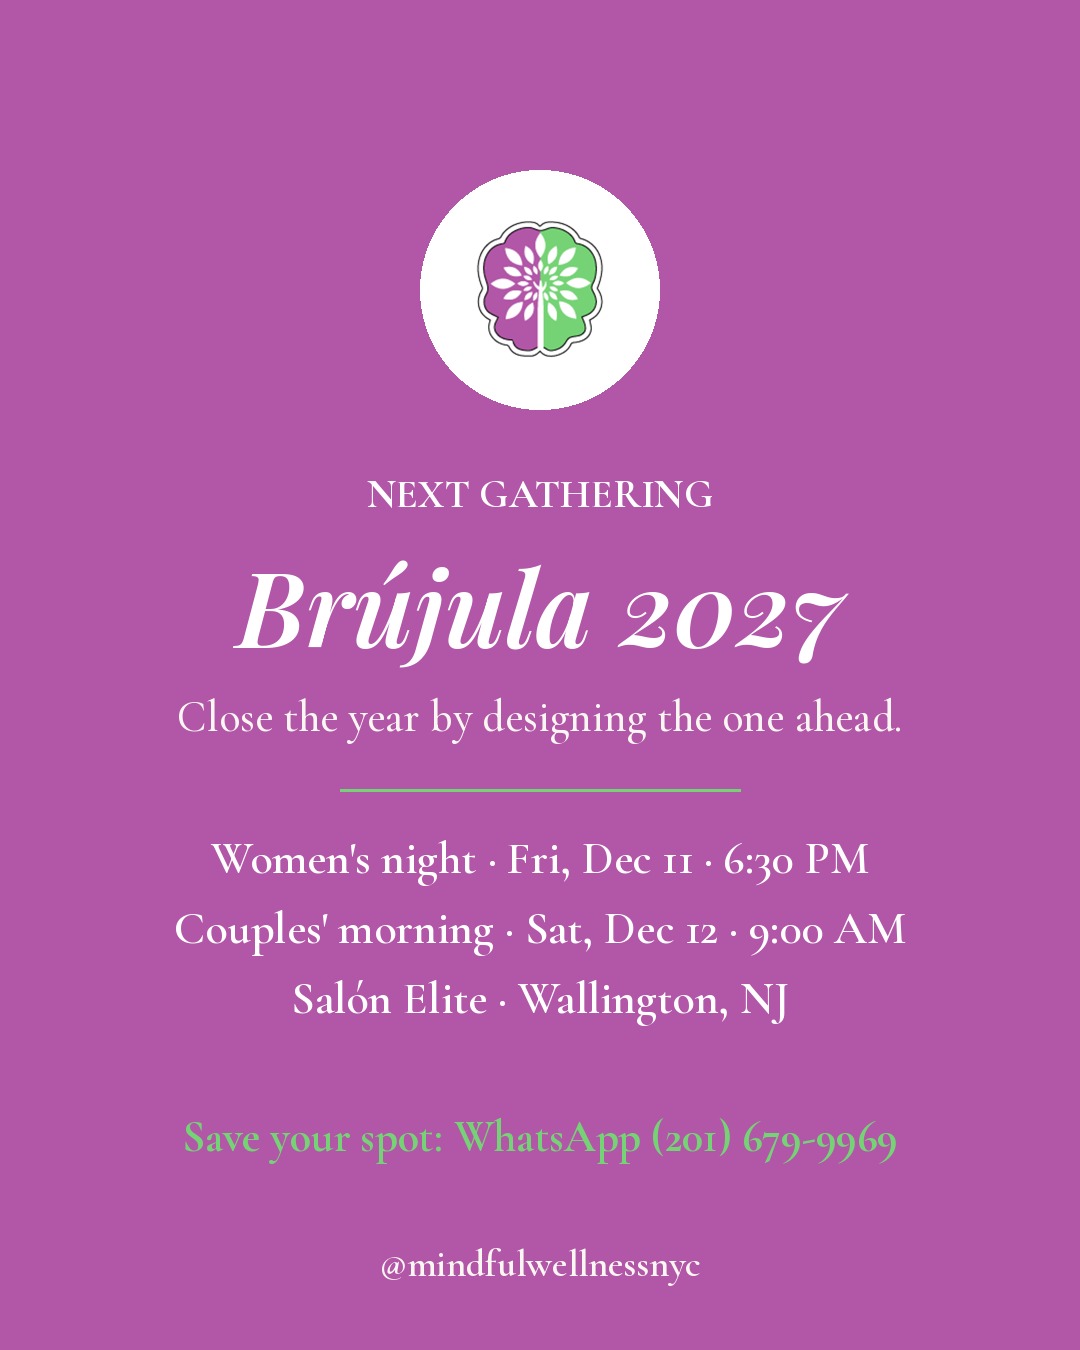 NEXT GATHERING
Brújula 2027
Close the year by designing the one ahead.
Women's night · Fri, Dec 11 · 6:30 PM
Couples' morning · Sat, Dec 12 · 9:00 AM
Salón Elite · Wallington, NJ
Save your spot: WhatsApp (201) 679-9969
@mindfulwellnessnyc